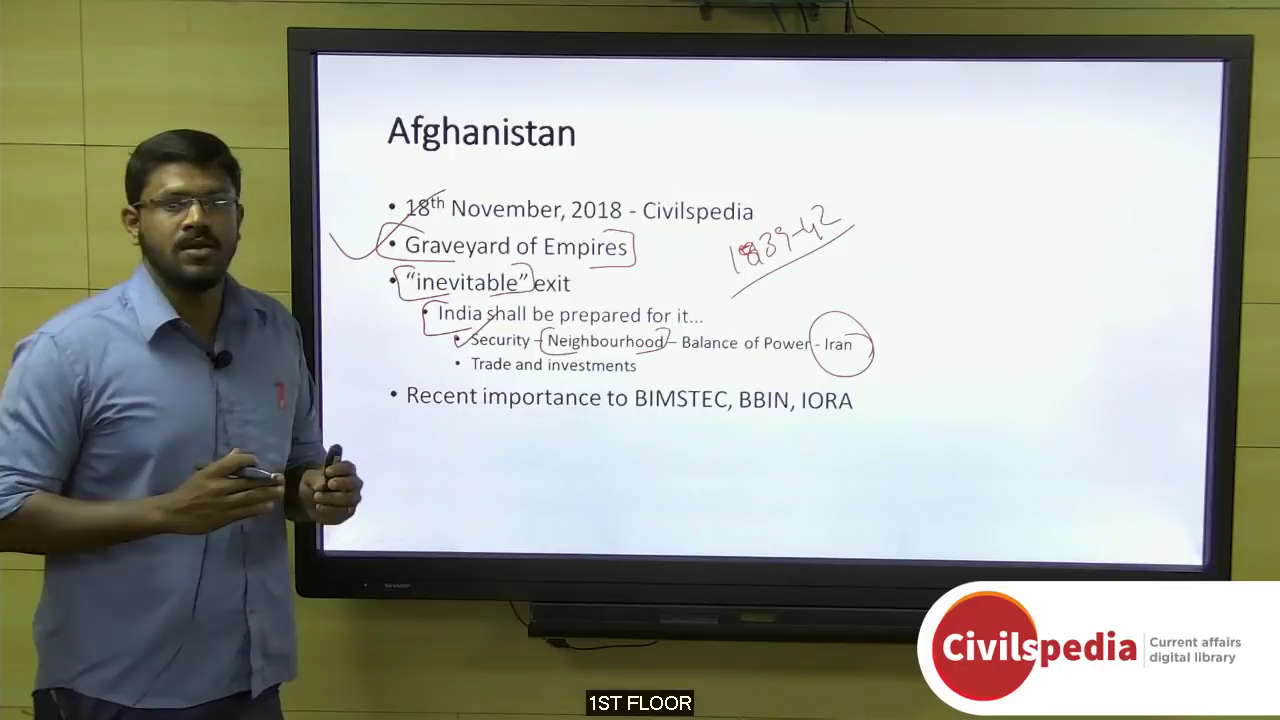 Afghanistan
• 18th November, 2018 - Civilspedia
• Graveyard of Empires
1839-42
• "inevitable" exit
• India shall be prepared for it...
• Security – Neighbourhood – Balance of Power - Iran
• Trade and investments
• Recent importance to BIMSTEC, BBIN, IORA
SHARP
Civilspedia
Current affairs
digital library
1ST FLOOR